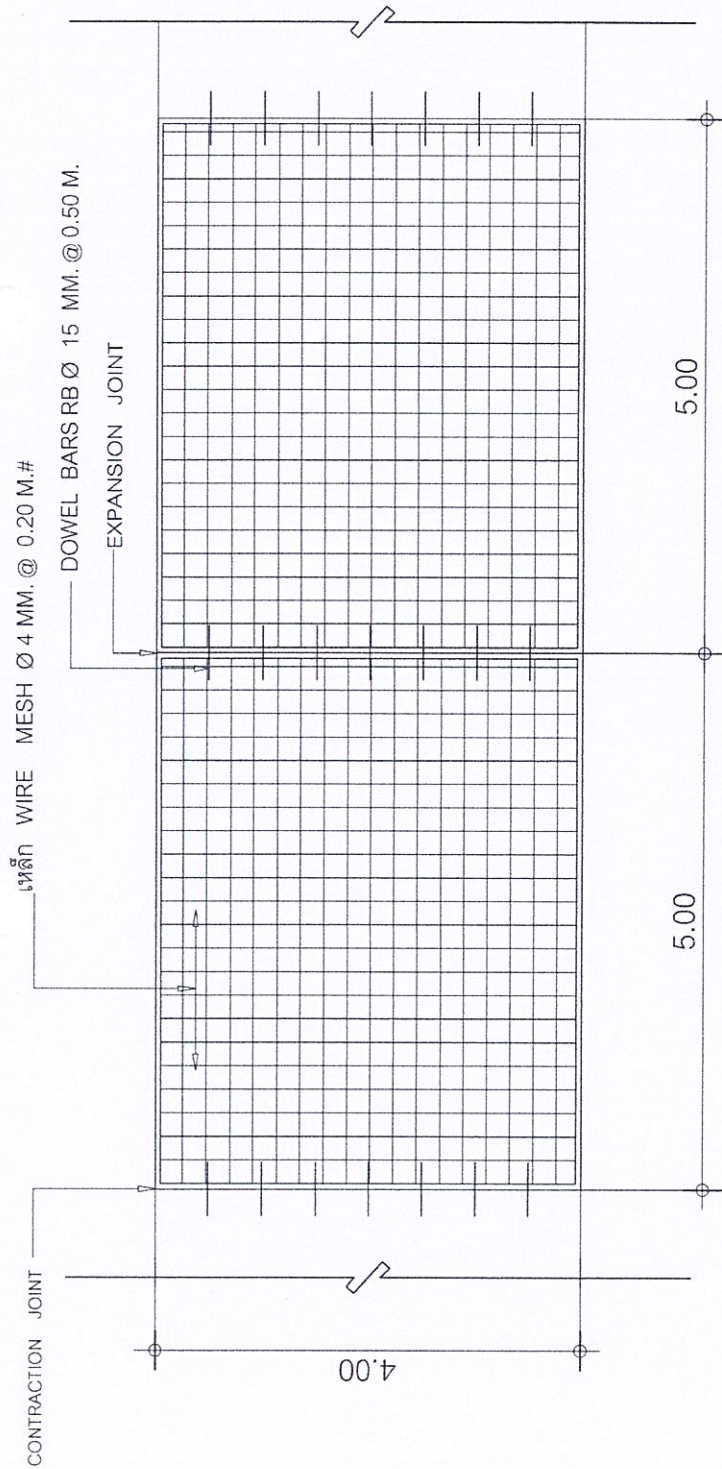 เหล็ก WIRE MESH Ø 4 MM. @ 0.20 M.#
DOWEL BARS RB Ø 15 MM. @ 0.50 M.
EXPANSION JOINT
CONTRACTION JOINT
4.00
5.00
5.00